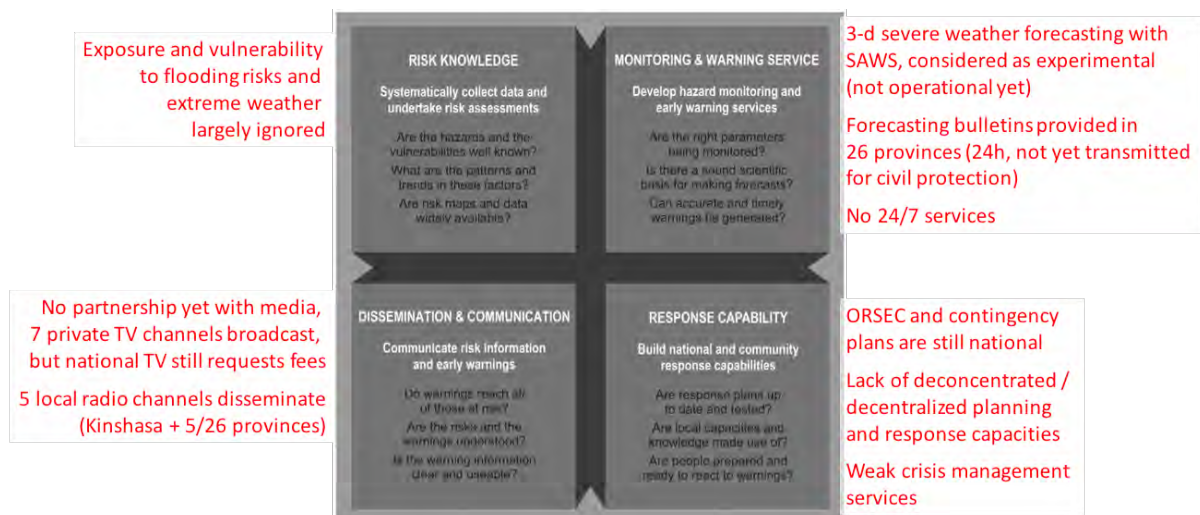 Exposure and vulnerability
to flooding risks and
extreme weather
largely ignored
RISK KNOWLEDGE
Systematically collect data and
undertake risk assessments
Are the hazards and the
vulnerabilities well known?
What are the patterns and
trends in these factors?
Are risk maps and data
widely available?
MONITORING & WARNING SERVICE
Develop hazard monitoring and
early warning services
Are the right parameters
being monitored?
Is there a sound scientific
basis for making forecasts?
Can accurate and timely
warnings be generated?
3-d severe weather forecasting with
SAWS, considered as experimental
(not operational yet)
Forecasting bulletins provided in
26 provinces (24h, not yet transmitted
for civil protection)
No 24/7 services
No partnership yet with media,
7 private TV channels broadcast,
but national TV still requests fees
5 local radio channels disseminate
(Kinshasa + 5/26 provinces)
DISSEMINATION & COMMUNICATION
Communicate risk information
and early warnings
Do warnings reach all
of those at risk?
Are the risks and the
warnings understood?
Is the warning information
clear and useable?
RESPONSE CAPABILITY
Build national and community
response capabilities
Are response plans up
to date and tested?
Are local capacities and
knowledge made use of?
Are people prepared and
ready to react to warnings?
ORSEC and contingency
plans are still national
Lack of deconcentrated /
decentralized planning
and response capacities
Weak crisis management
services